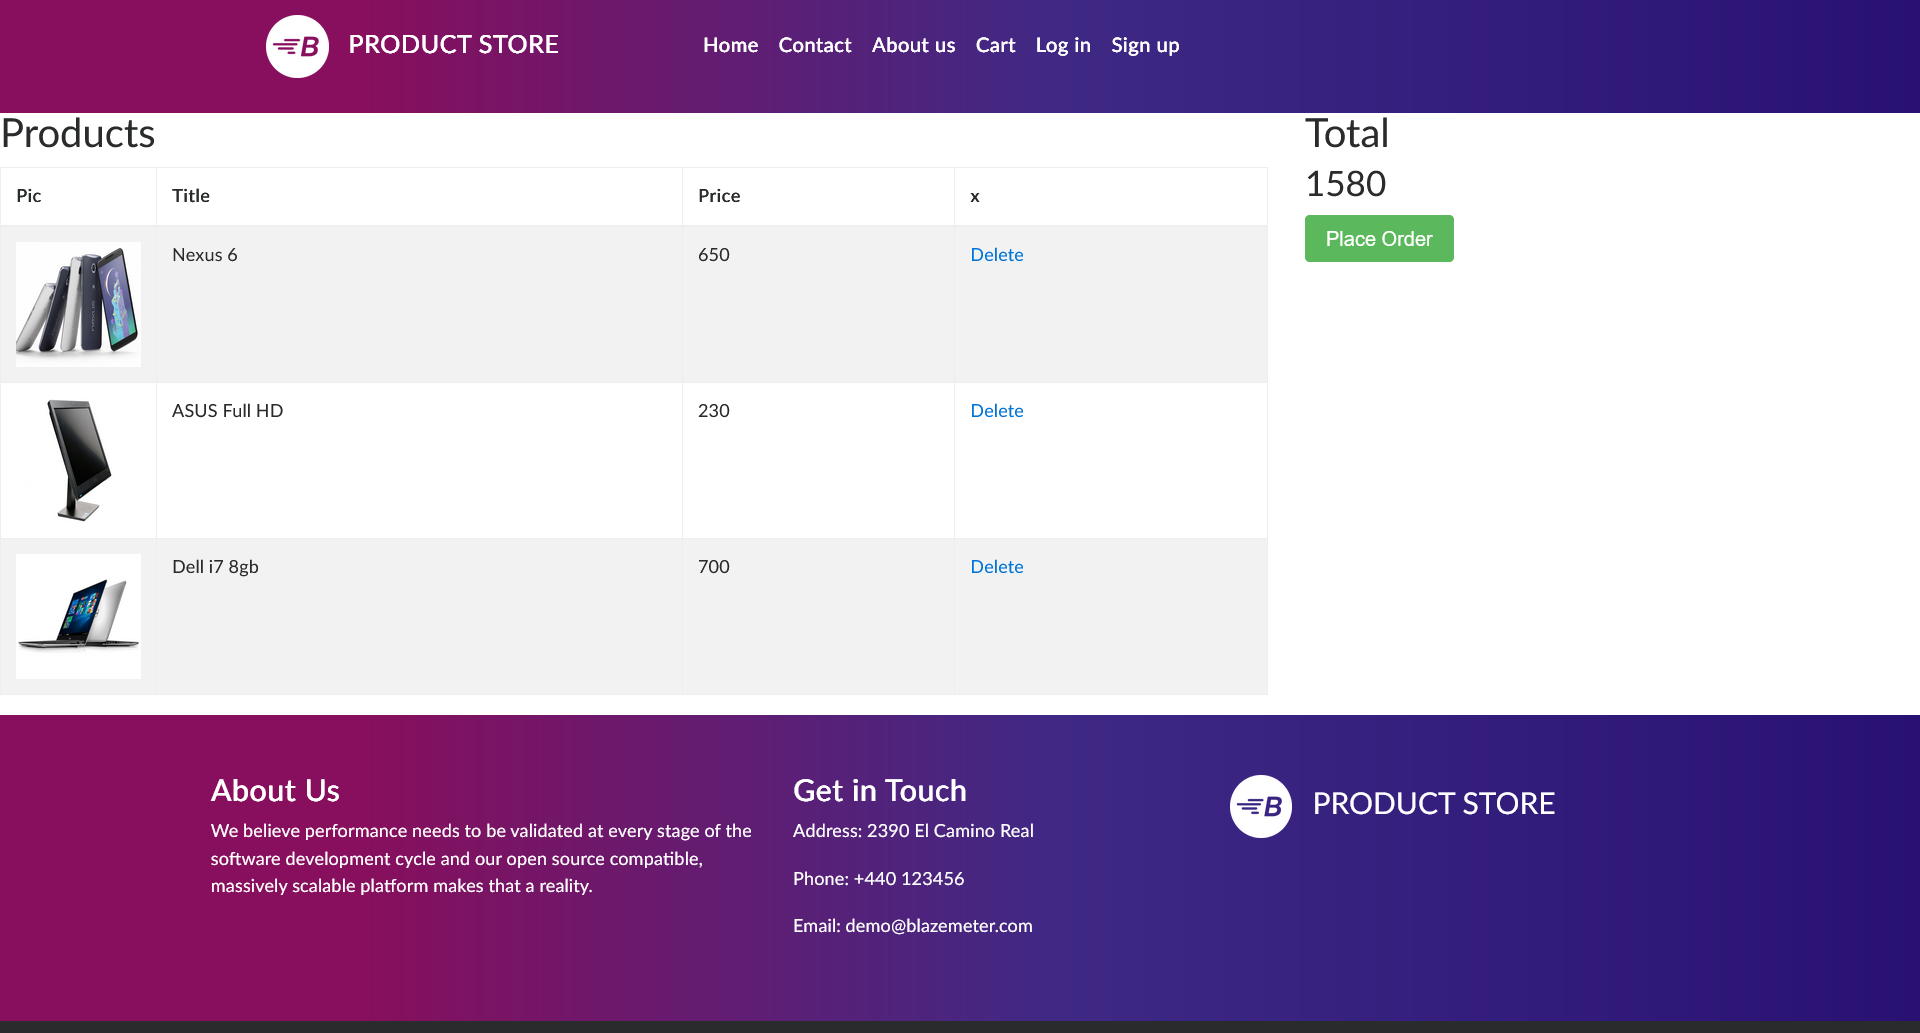 B PRODUCT STORE
Home Contact About us Cart Log in Sign up
Products
Pic Title Price x
Nexus 6 650 Delete
ASUS Full HD 230 Delete
Dell i7 8gb 700 Delete
Total
1580
Place Order
About Us
We believe performance needs to be validated at every stage of the
software development cycle and our open source compatible,
massively scalable platform makes that a reality.
Get in Touch
Address: 2390 El Camino Real
Phone: +440 123456
Email: demo@blazemeter.com
B PRODUCT STORE